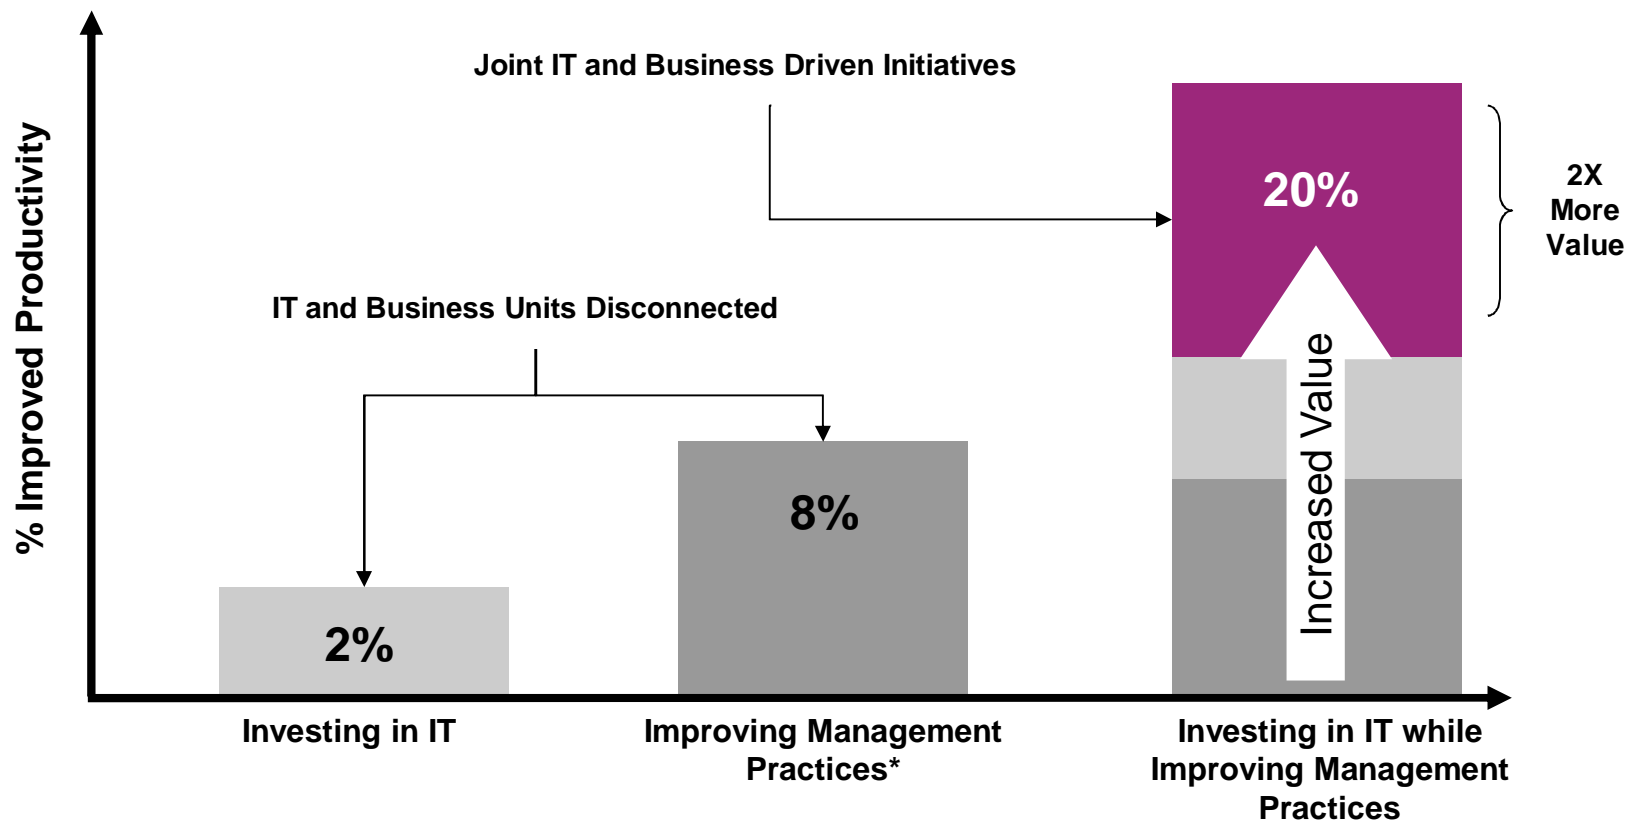 Joint IT and Business Driven Initiatives
% Improved Productivity
20%
2X
More
Value
IT and Business Units Disconnected
Increased Value
8%
2%
Investing in IT
Improving Management
Practices*
Investing in IT while
Improving Management
Practices